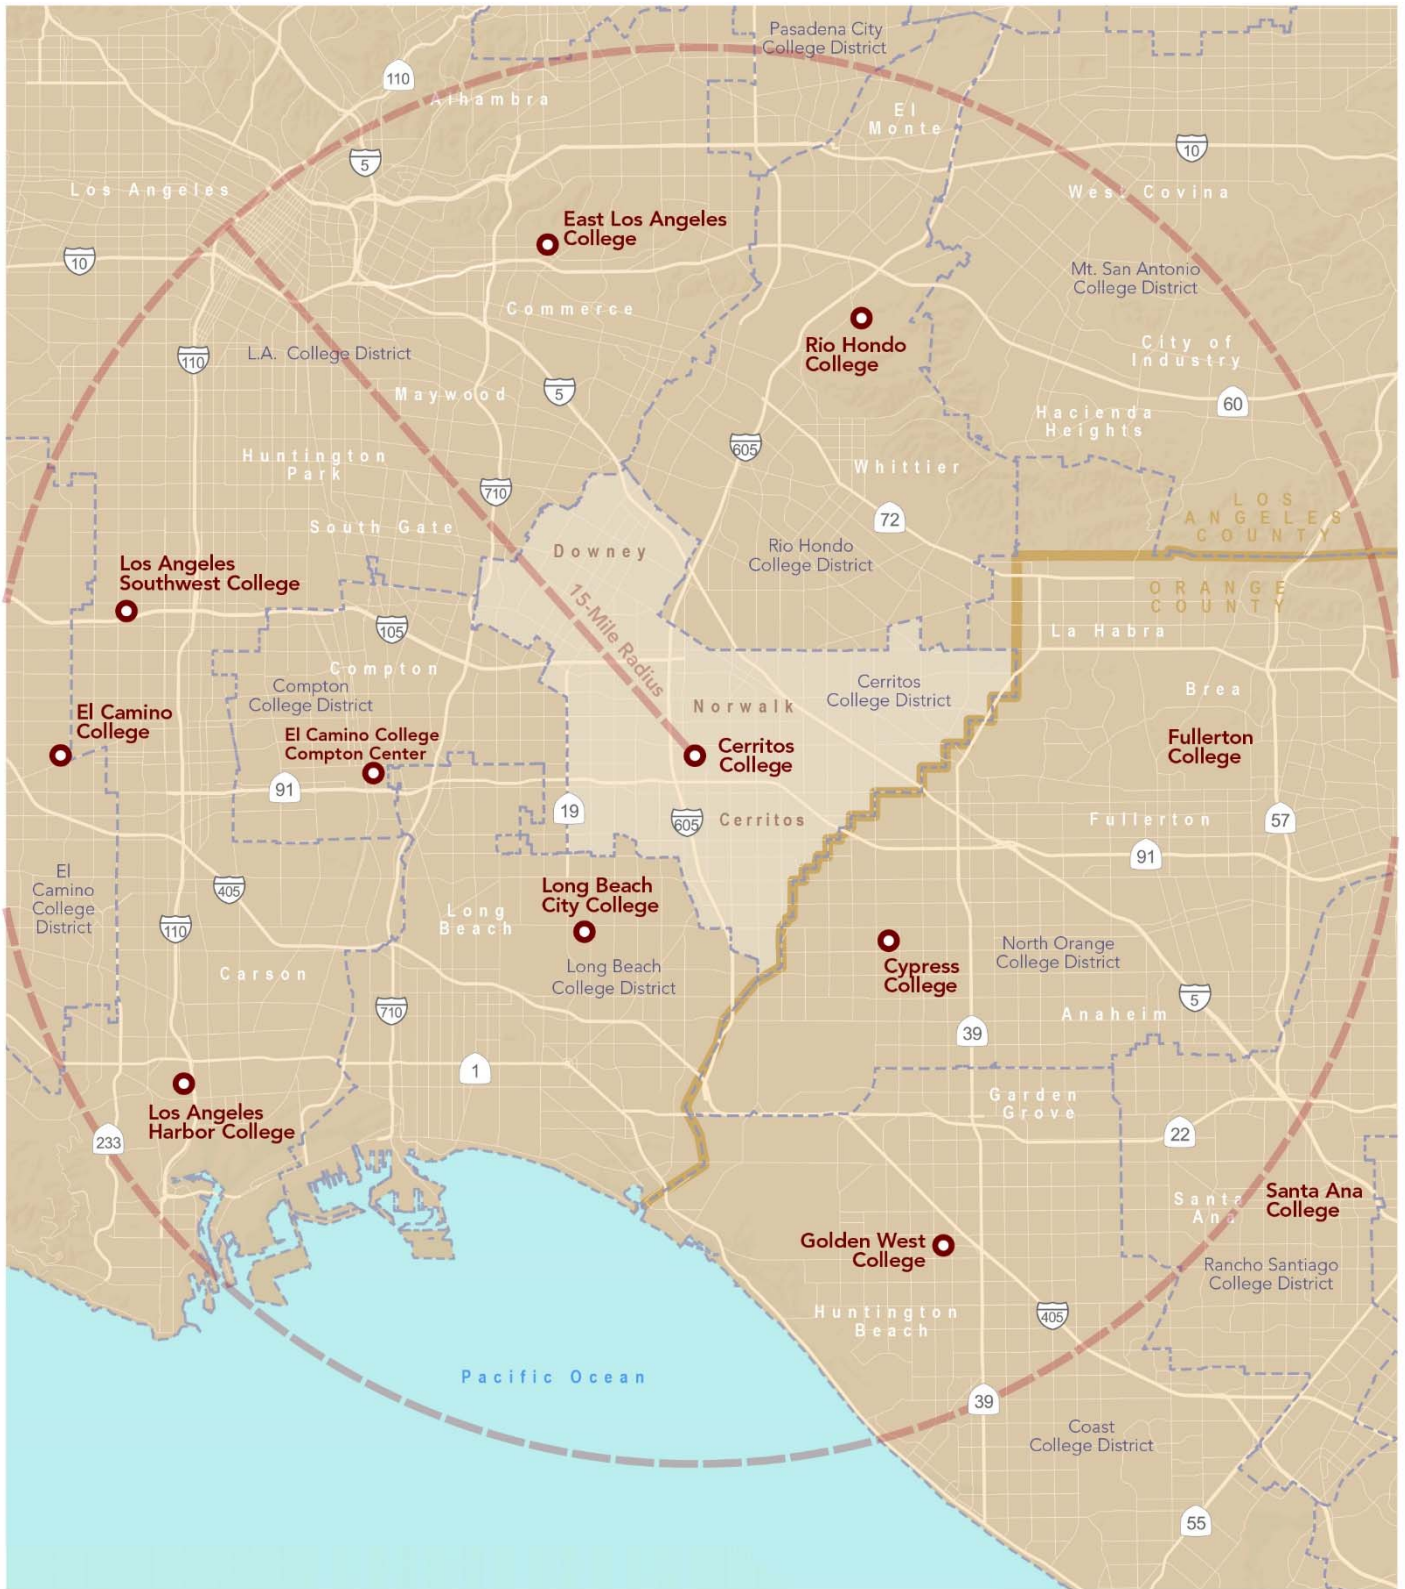 Pasadena City
College District
110
Alhambra
El
Monte
5
10
Los Angeles
West Covina
East Los Angeles
College
10
Mt. San Antonio
College District
Commerce
Rio Hondo
College
City of
Industry
110
L.A. College District
Maywood
5
60
Hacienda
Heights
605
Huntington
Park
Whittier
710
LOS
ANGELES
COUNTY
South Gate
72
Downey
Rio Hondo
College District
Los Angeles
Southwest College
15-Mile Radius
ORANGE
COUNTY
105
La Habra
Compton
Compton
College District
Cerritos
College District
Brea
Norwalk
El Camino
College
El Camino College
Compton Center
Cerritos
College
Fullerton
College
91
19
605
Cerritos
Fullerton
57
91
El
Camino
College
District
405
Long Beach
City College
Long
Beach
110
Carson
Long Beach
College District
Cypress
College
North Orange
College District
710
5
Anaheim
39
1
Garden
Grove
Los Angeles
Harbor College
233
22
Santa
Ana
Santa Ana
College
Golden West
College
Rancho Santiago
College District
Huntington
Beach
405
Pacific Ocean
39
Coast
College District
55